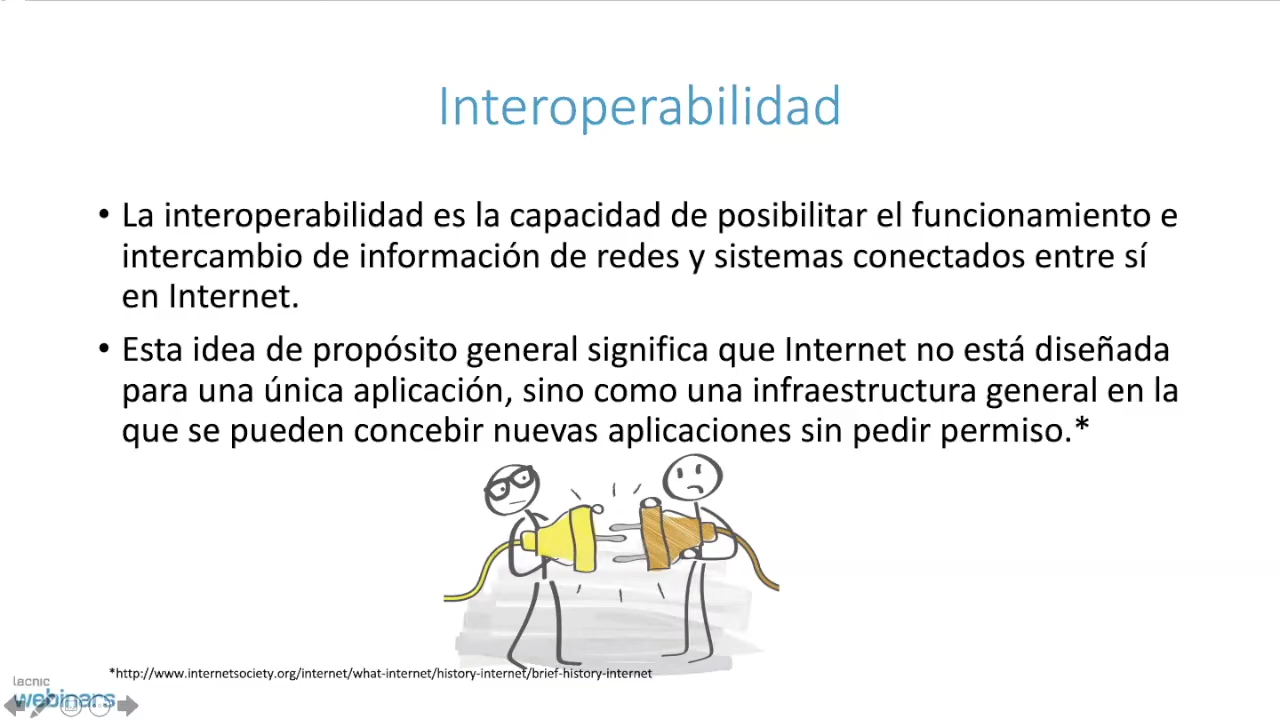 Interoperabilidad
• La interoperabilidad es la capacidad de posibilitar el funcionamiento e
intercambio de información de redes y sistemas conectados entre sí
en Internet.
• Esta idea de propósito general significa que Internet no está diseñada
para una única aplicación, sino como una infraestructura general en la
que se pueden concebir nuevas aplicaciones sin pedir permiso.*
*http://www.internetsociety.org/internet/what-internet/history-internet/brief-history-internet
lacnic
webinars